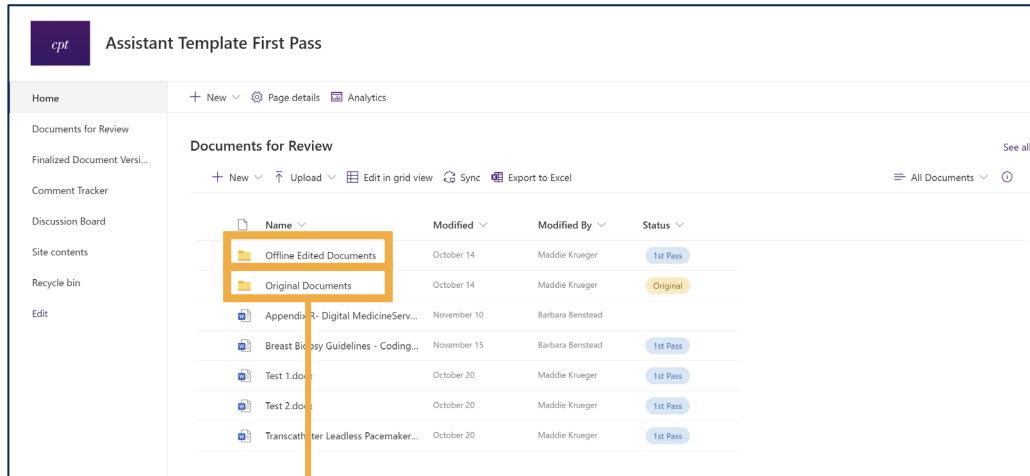 cpt
Assistant Template First Pass
Home
Documents for Review
Finalized Document Versi...
Comment Tracker
Discussion Board
Site contents
Recycle bin
Edit
New Page details Analytics
Documents for Review
See all
New Upload Edit in grid view Sync Export to Excel All Documents
Name Modified Modified By Status
Offline Edited Documents October 14 Maddie Krueger 1st Pass
Original Documents October 14 Maddie Krueger Original
Appendix R- Digital MedicineServ... November 10 Barbara Benstead
Breast Biopsy Guidelines - Coding... November 15 Barbara Benstead 1st Pass
Test 1.docx October 20 Maddie Krueger 1st Pass
Test 2.docx October 20 Maddie Krueger 1st Pass
Transcatheter Leadless Pacemaker... October 20 Maddie Krueger 1st Pass